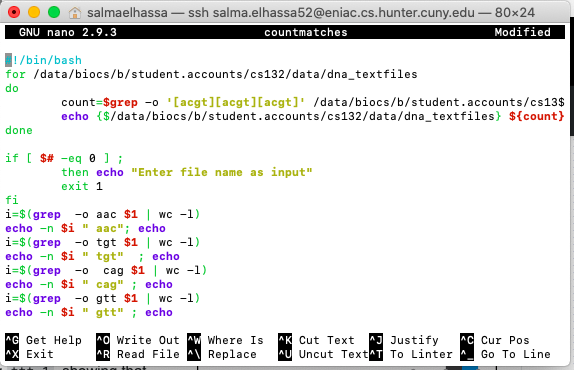 salmaelhassa — ssh salma.elhassa52@eniac.cs.hunter.cuny.edu — 80×24
GNU nano 2.9.3 countmatches Modified
#!/bin/bash
for /data/biocs/b/student.accounts/cs132/data/dna_textfiles
do
count=$grep -o '[acgt][acgt][acgt]' /data/biocs/b/student.accounts/cs13$
echo {$/data/biocs/b/student.accounts/cs132/data/dna_textfiles} ${count}
done
if [ $# -eq 0 ] ;
then echo "Enter file name as input"
exit 1
fi
i=$(grep  -o aac $1 | wc -l)
echo -n $i " aac"; echo
i=$(grep  -o tgt $1 | wc -l)
echo -n $i " tgt"  ; echo
i=$(grep  -o  cag $1 | wc -l)
echo -n $i " cag" ; echo
i=$(grep  -o gtt $1 | wc -l)
echo -n $i " gtt" ; echo
^G Get Help ^O Write Out ^W Where Is ^K Cut Text ^J Justify ^C Cur Pos
^X Exit ^R Read File ^\ Replace ^U Uncut Text ^T To Linter ^_ Go To Line